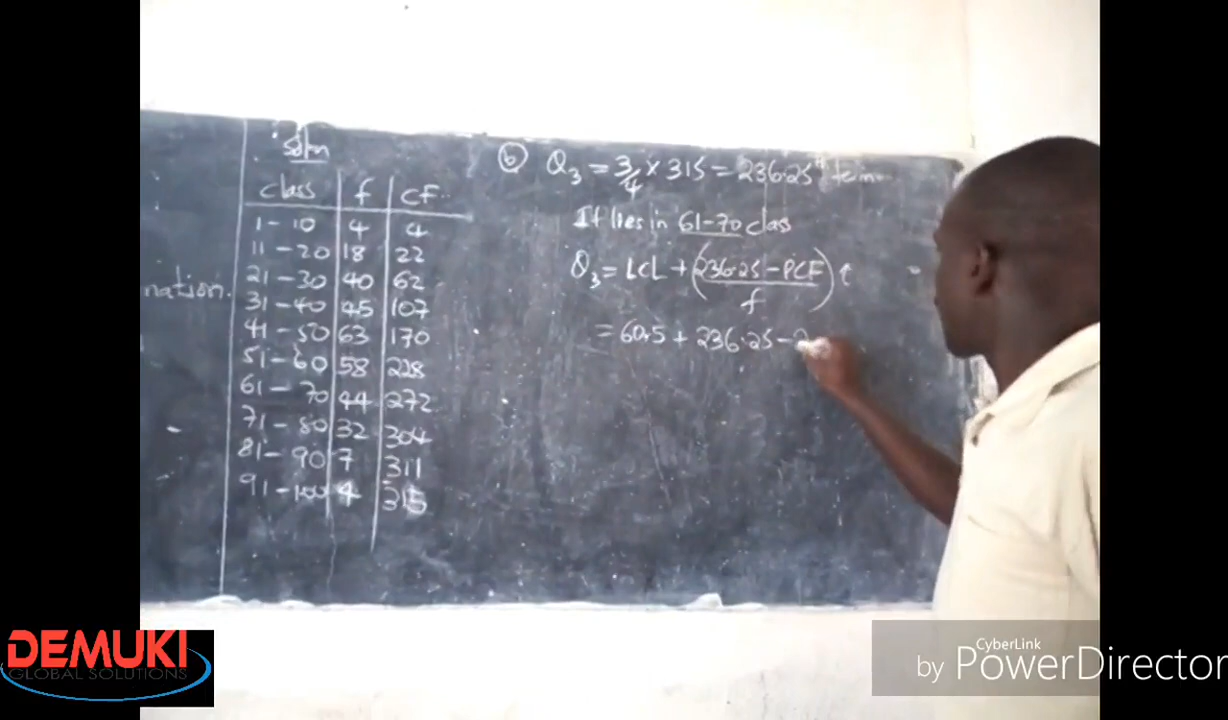 Soln
class f CF
1-10 4 4
11-20 18 22
21-30 40 62
31-40 45 107
41-50 63 170
51-60 58 228
61-70 44 272
71-80 32 304
81-90 7 311
91-100 4 315
nation.
(b) Q₃ = 3/4 × 315 = 236.25th
It lies in 61-70 class
Q₃ = LCL + ((236.25 - PCF)/f) i
= 60.5 + 236.25 - 2
DEMUKI
GLOBAL SOLUTIONS
CyberLink
by PowerDirector